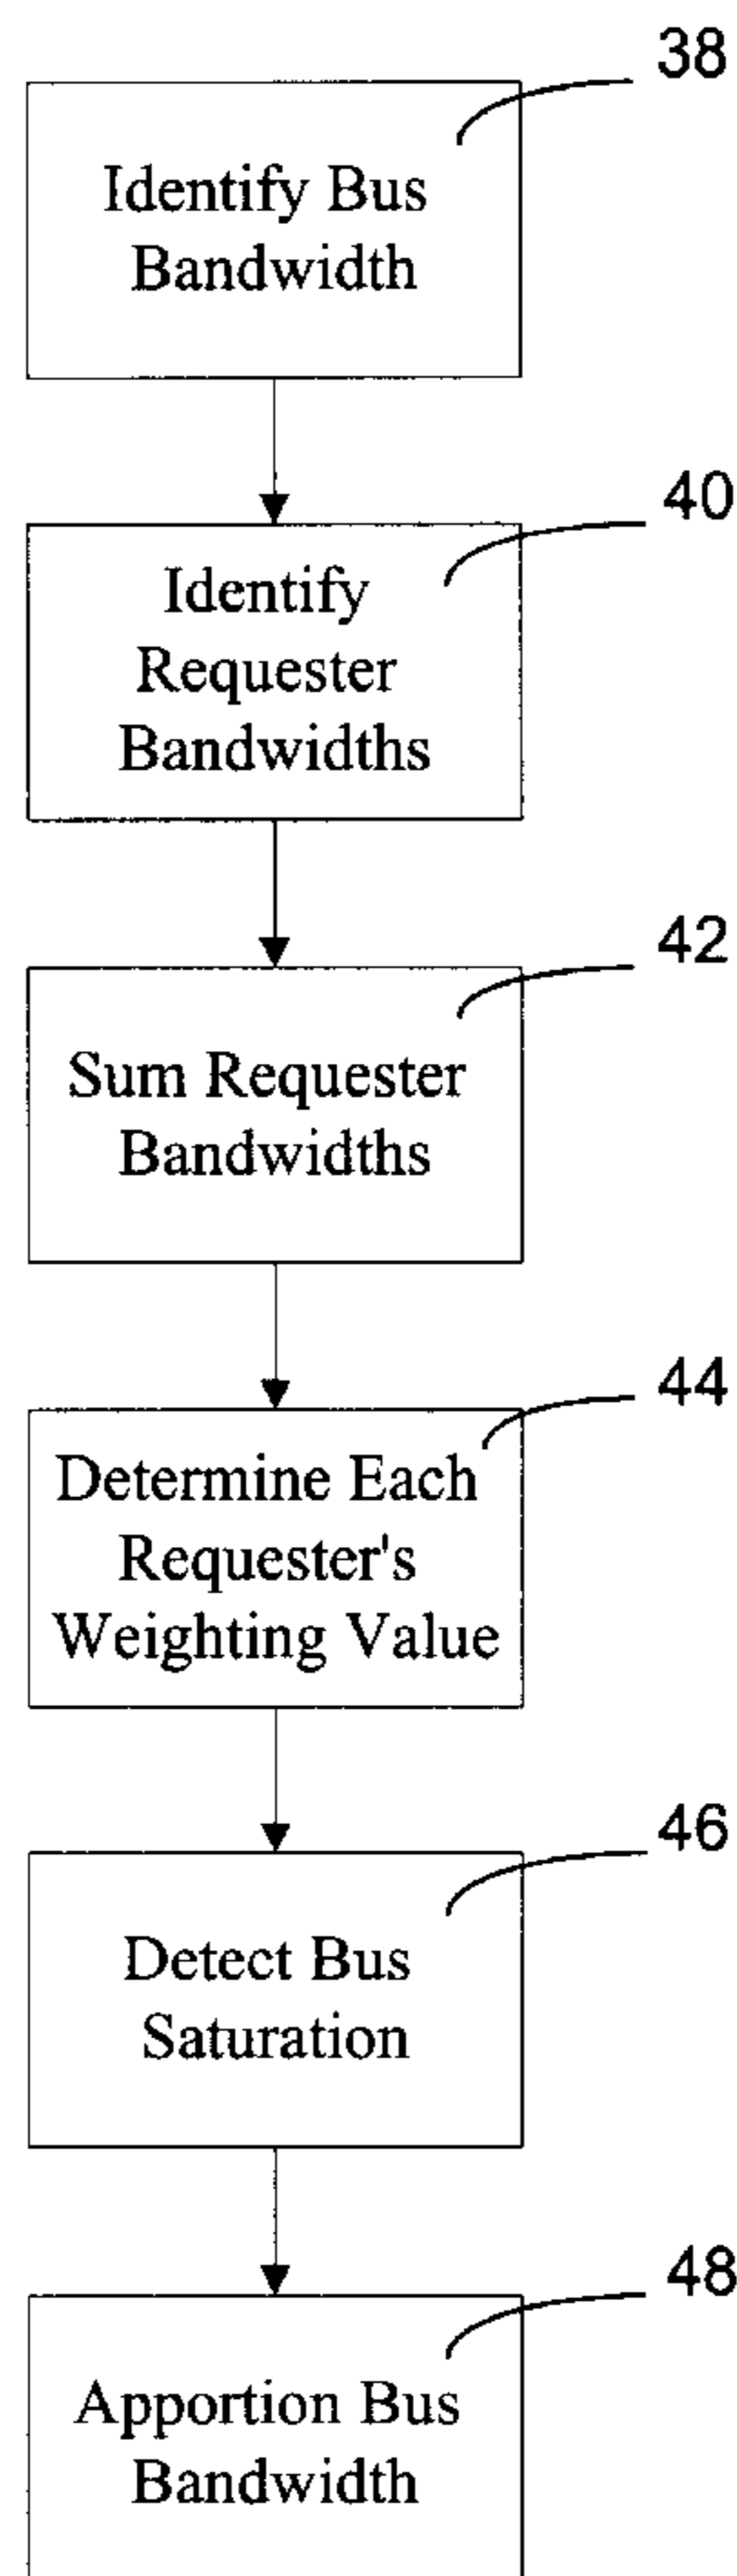 38
Identify Bus
Bandwidth
40
Identify
Requester
Bandwidths
42
Sum Requester
Bandwidths
44
Determine Each
Requester's
Weighting Value
46
Detect Bus
Saturation
48
Apportion Bus
Bandwidth